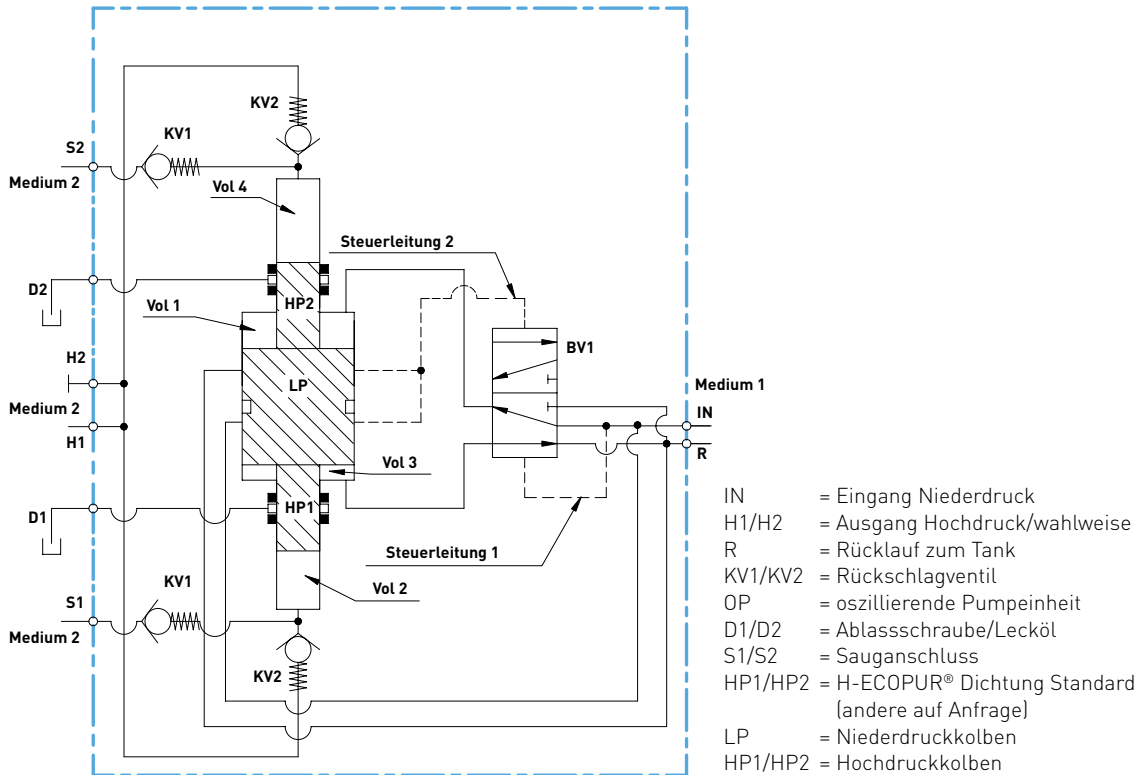 KV2
KV1
S2
Medium 2
Vol 4
Steuerleitung 2
D2
HP2
Vol 1
BV1
H2
LP
Medium 1
Medium 2
IN
H1
R
Vol 3
HP1
D1
Steuerleitung 1
KV1
Vol 2
S1
Medium 2
KV2
IN = Eingang Niederdruck
H1/H2 = Ausgang Hochdruck/wahlweise
R = Rücklauf zum Tank
KV1/KV2 = Rückschlagventil
OP = oszillierende Pumpeinheit
D1/D2 = Ablassschraube/Lecköl
S1/S2 = Sauganschluss
HP1/HP2 = H-ECOPUR® Dichtung Standard
(andere auf Anfrage)
LP = Niederdruckkolben
HP1/HP2 = Hochdruckkolben